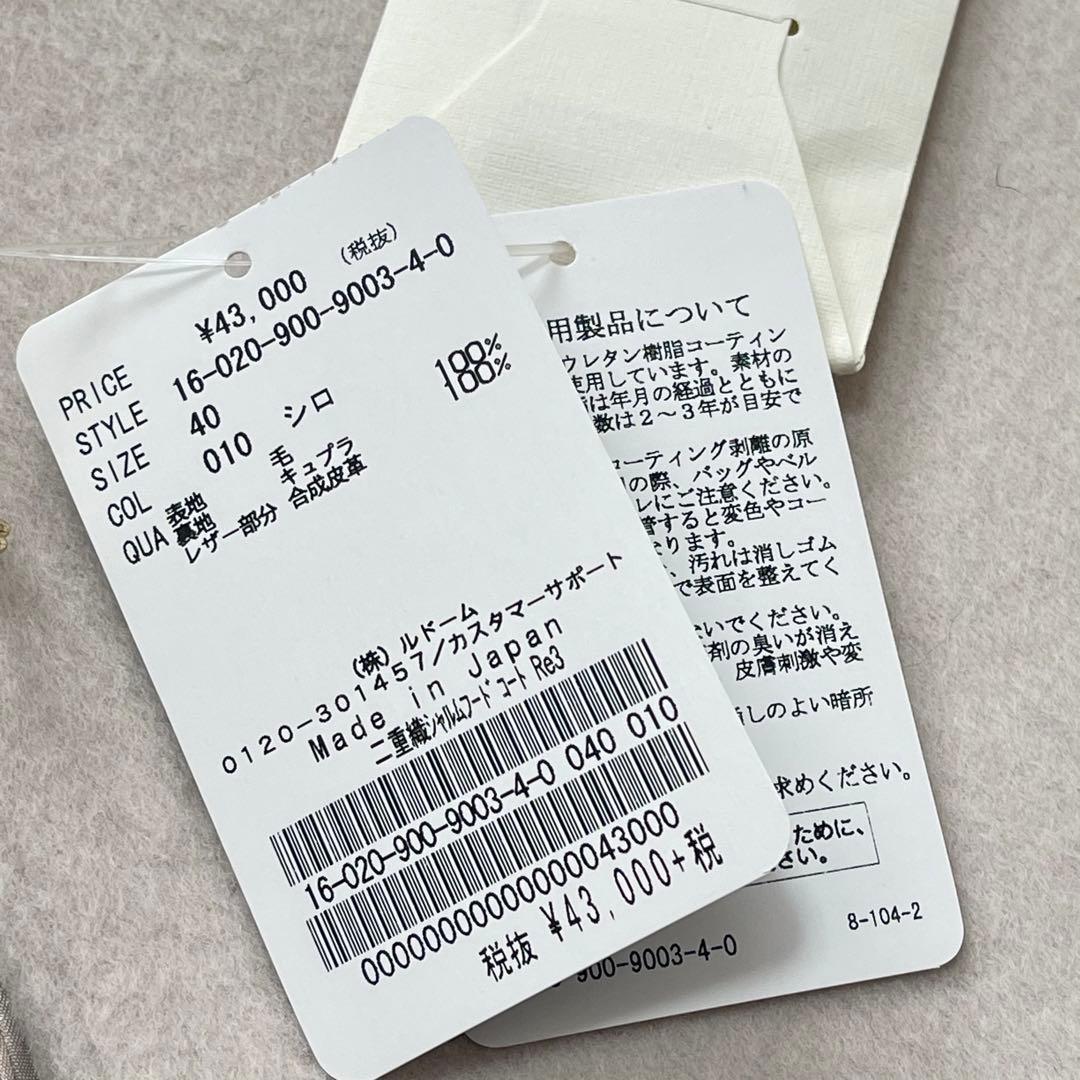 PRICE ¥43,000 (税抜)
STYLE 16-020-900-9003-4-0
SIZE 40
COL 010 シロ
QUA 表地 毛 100%
裏地 キュプラ 100%
レザー部分 合成皮革
(株)ルドーム
0120-301457/カスタマーサポート
Made in Japan
二重織シャルムフードコート Re3
16-020-900-9003-4-0 040 010
0000000000000043000
税抜 ¥43,000+税
用製品について
ウレタン樹脂コーティン
使用しています。素材の
は年月の経過とともに
数は2~3年が目安で
コーティング剥離の原
の際、バッグやベル
レにご注意ください。
管すると変色やコー
なります。
、汚れは消しゴム
で表面を整えてく
ないでください。
剤の臭いが消え
皮膚刺激や変
しのよい暗所
求めください。
ために、
さい。
8-104-2
900-9003-4-0